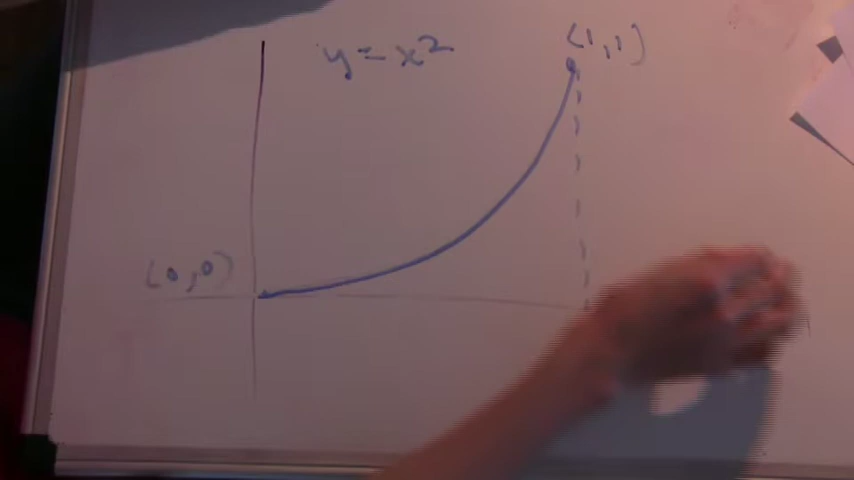 y = x²
(1,1)
(0,0)